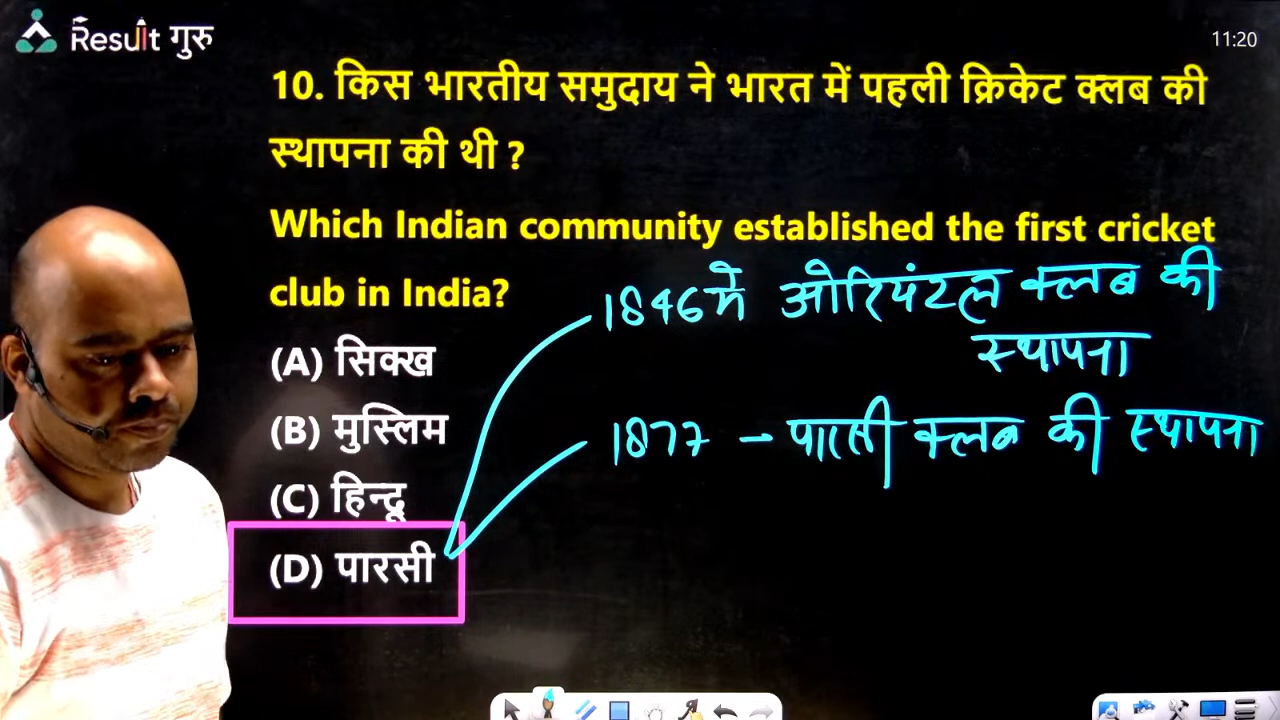 Result गुरु
11:20
10. किस भारतीय समुदाय ने भारत में पहली क्रिकेट क्लब की
स्थापना की थी ?
Which Indian community established the first cricket
club in India?
1846 में ओरियंटल क्लब की
स्थापना
(A) सिक्ख
(B) मुस्लिम
1877 - पारसी क्लब की स्थापना
(C) हिन्दू
(D) पारसी